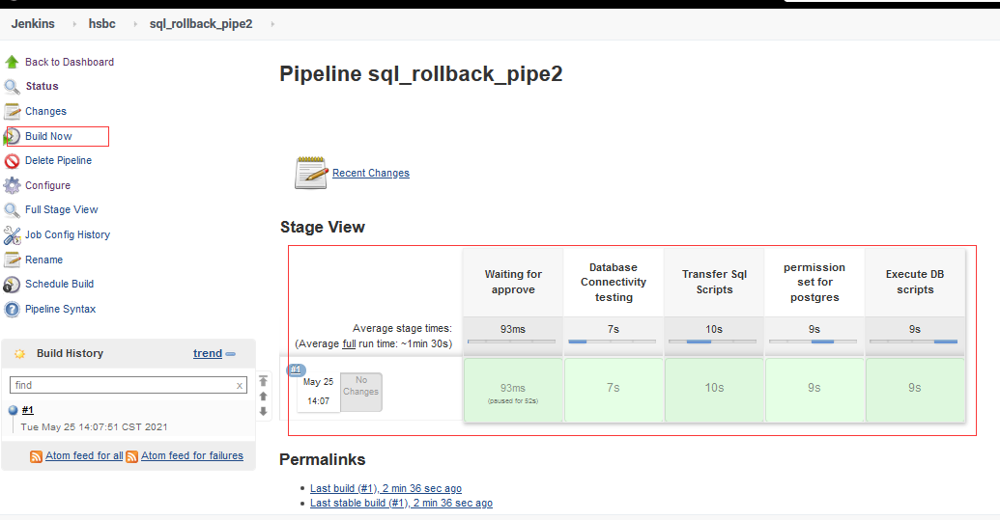 Jenkins hsbc sql_rollback_pipe2
Back to Dashboard
Status
Changes
Build Now
Delete Pipeline
Configure
Full Stage View
Job Config History
Rename
Schedule Build
Pipeline Syntax
Build History trend
find x
#1
Tue May 25 14:07:51 CST 2021
Atom feed for all Atom feed for failures
Pipeline sql_rollback_pipe2
Recent Changes
Stage View
Waiting for
approve
Database
Connectivity
testing
Transfer Sql
Scripts
permission
set for
postgres
Execute DB
scripts
Average stage times:
(Average full run time: ~1min 30s)
93ms 7s 10s 9s 9s
#1
May 25
14:07
No
Changes
93ms
(paused for 52s)
7s 10s 9s 9s
Permalinks
Last build (#1), 2 min 36 sec ago
Last stable build (#1), 2 min 36 sec ago